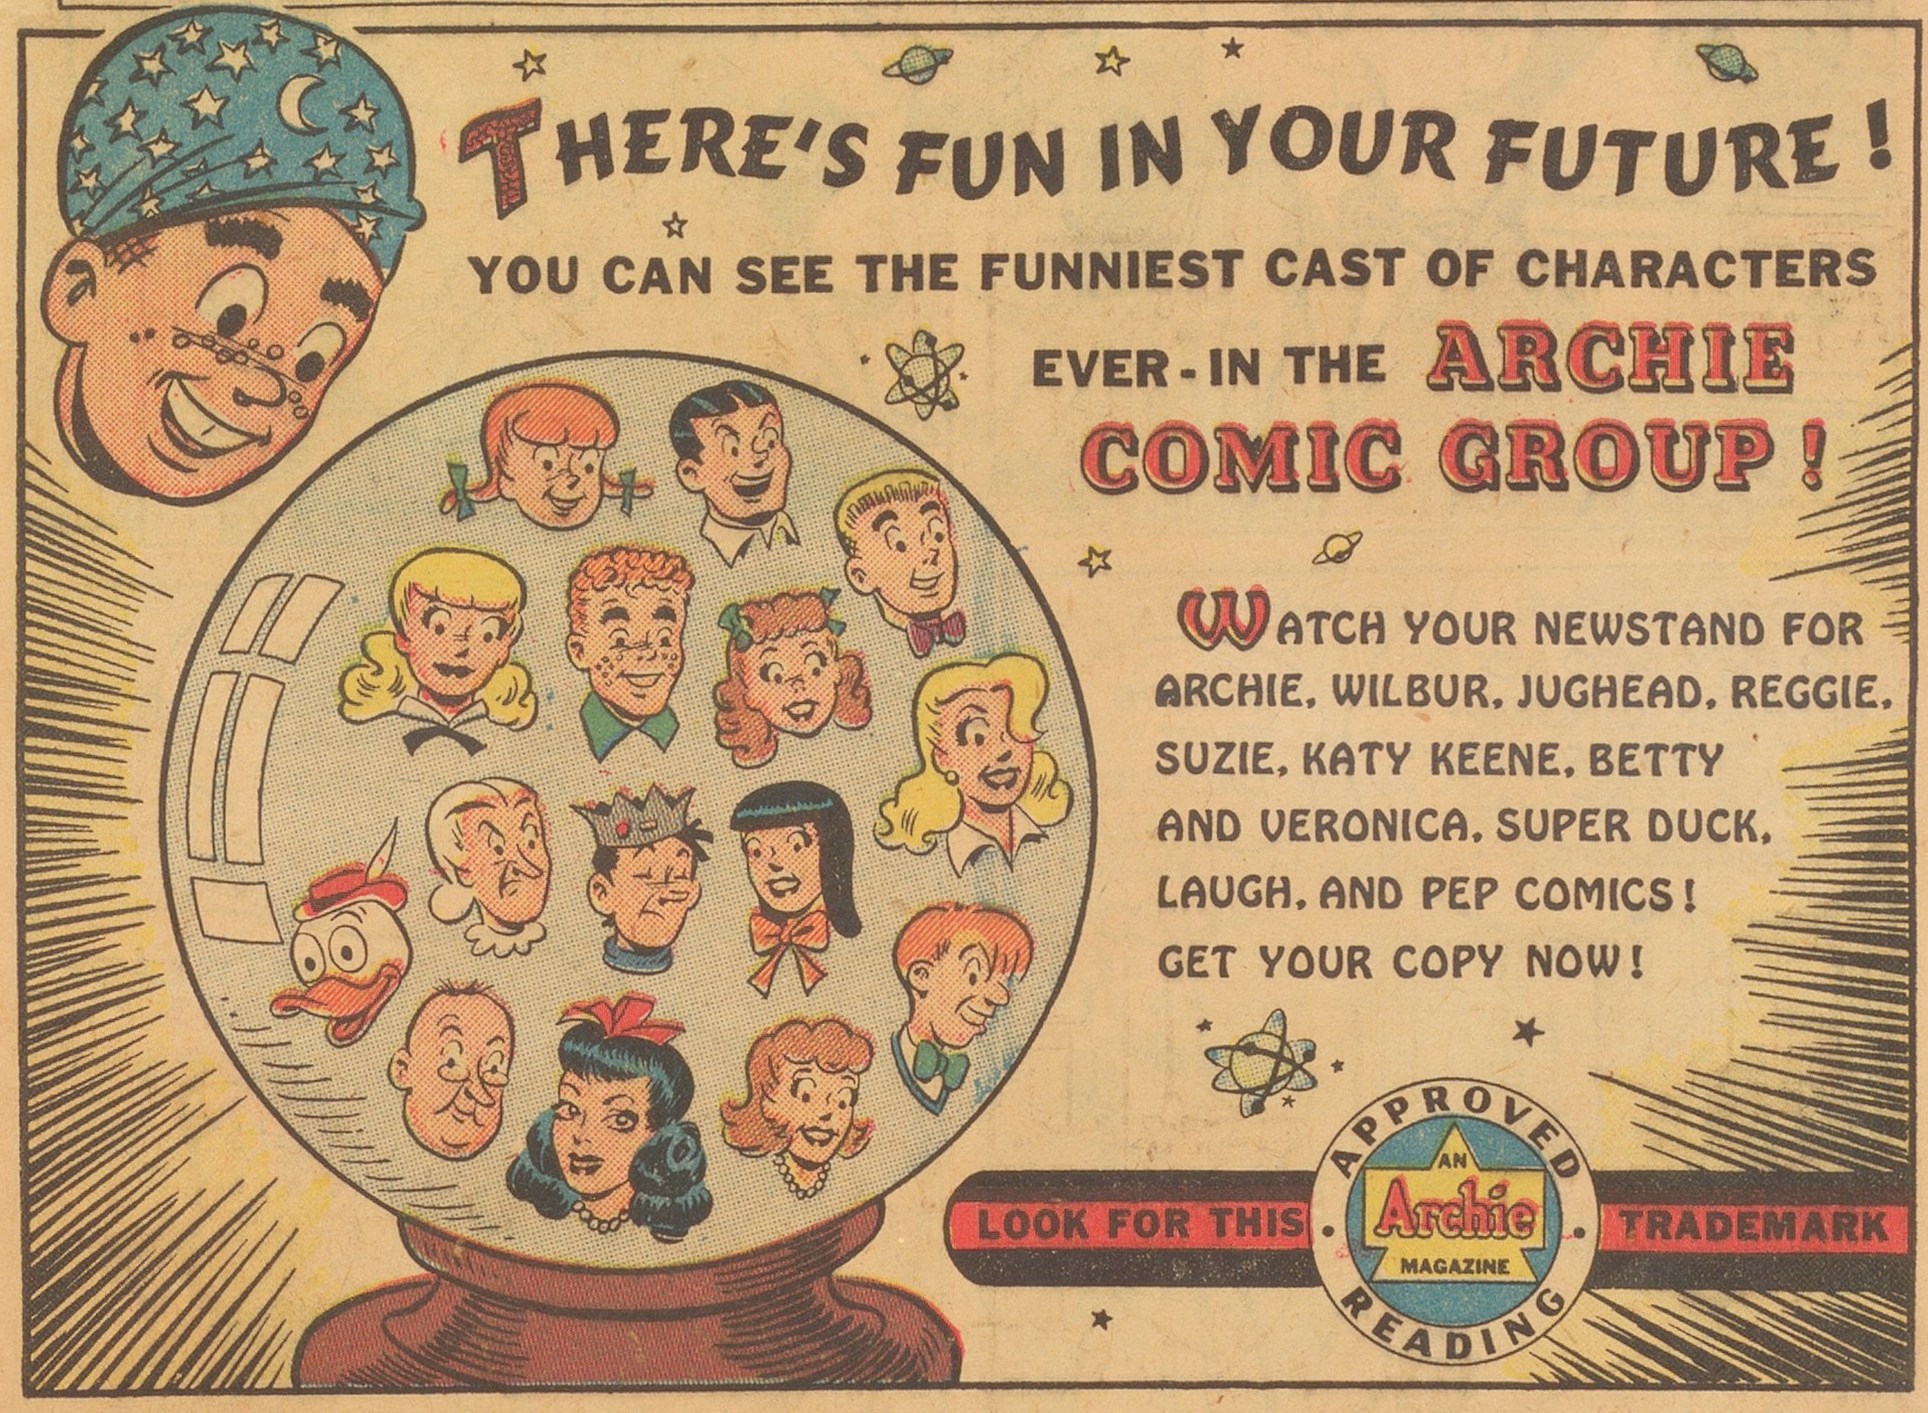 THERE'S FUN IN YOUR FUTURE!
YOU CAN SEE THE FUNNIEST CAST OF CHARACTERS
EVER-IN THE ARCHIE
COMIC GROUP!
WATCH YOUR NEWSTAND FOR
ARCHIE, WILBUR, JUGHEAD, REGGIE,
SUZIE, KATY KEENE, BETTY
AND VERONICA, SUPER DUCK,
LAUGH, AND PEP COMICS!
GET YOUR COPY NOW!
APPROVED
AN
LOOK FOR THIS · Archie · TRADEMARK
MAGAZINE
READING